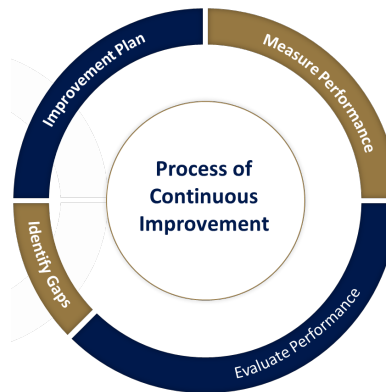 Improvement Plan
Measure Performance
Process of
Continuous
Improvement
Identify Gaps
Evaluate Performance